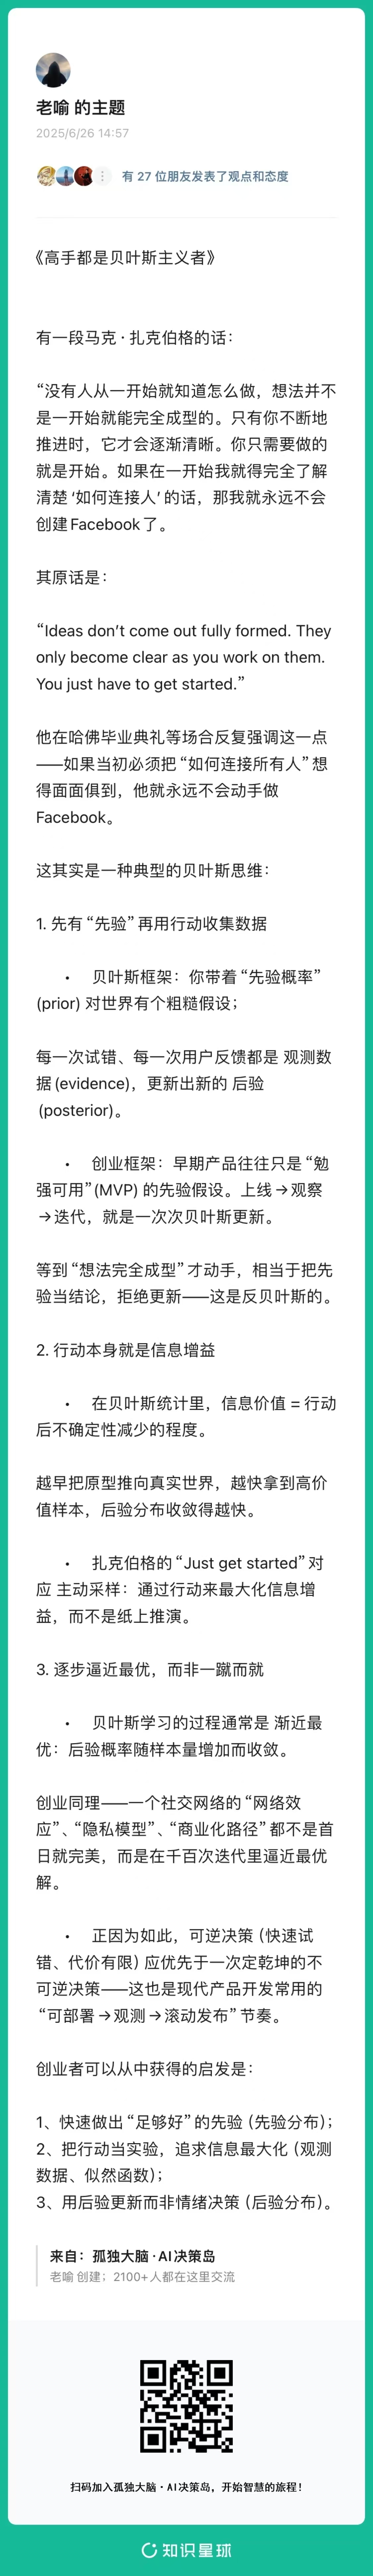 老喻 的主题
2025/6/26 14:57
有 27 位朋友发表了观点和态度
《高手都是贝叶斯主义者》
有一段马克·扎克伯格的话：
“没有人从一开始就知道怎么做，想法并不
是一开始就能完全成型的。只有你不断地
推进时，它才会逐渐清晰。你只需要做的
就是开始。如果在一开始我就得完全了解
清楚 ‘如何连接人’ 的话，那我就永远不会
创建 Facebook 了。
其原话是：
“Ideas don’t come out fully formed. They
only become clear as you work on them.
You just have to get started.”
他在哈佛毕业典礼等场合反复强调这一点
——如果当初必须把 “如何连接所有人” 想
得面面俱到，他就永远不会动手做
Facebook。
这其实是一种典型的贝叶斯思维：
1. 先有 “先验” 再用行动收集数据
• 贝叶斯框架：你带着 “先验概率”
(prior) 对世界有个粗糙假设；
每一次试错、每一次用户反馈都是 观测数
据 (evidence)，更新出新的 后验
(posterior)。
• 创业框架：早期产品往往只是 “勉
强可用” (MVP) 的先验假设。上线 → 观察
→ 迭代，就是一次次贝叶斯更新。
等到 “想法完全成型” 才动手，相当于把先
验当结论，拒绝更新——这是反贝叶斯的。
2. 行动本身就是信息增益
• 在贝叶斯统计里，信息价值 = 行动
后不确定性减少的程度。
越早把原型推向真实世界，越快拿到高价
值样本，后验分布收敛得越快。
• 扎克伯格的 “Just get started” 对
应 主动采样：通过行动来最大化信息增
益，而不是纸上推演。
3. 逐步逼近最优，而非一蹴而就
• 贝叶斯学习的过程通常是 渐近最
优：后验概率随样本量增加而收敛。
创业同理——一个社交网络的 “网络效
应”、“隐私模型”、“商业化路径” 都不是首
日就完美，而是在千百次迭代里逼近最优
解。
• 正因为如此，可逆决策（快速试
错、代价有限）应优先于一次定乾坤的不
可逆决策——这也是现代产品开发常用的
“可部署 → 观测 → 滚动发布” 节奏。
创业者可以从中获得的启发是：
1、快速做出 “足够好” 的先验（先验分布）；
2、把行动当实验，追求信息最大化（观测
数据、似然函数）；
3、用后验更新而非情绪决策（后验分布）。
来自：孤独大脑 · AI决策岛
老喻 创建；2100+人都在这里交流
扫码加入孤独大脑 · AI决策岛，开始智慧的旅程！
知识星球